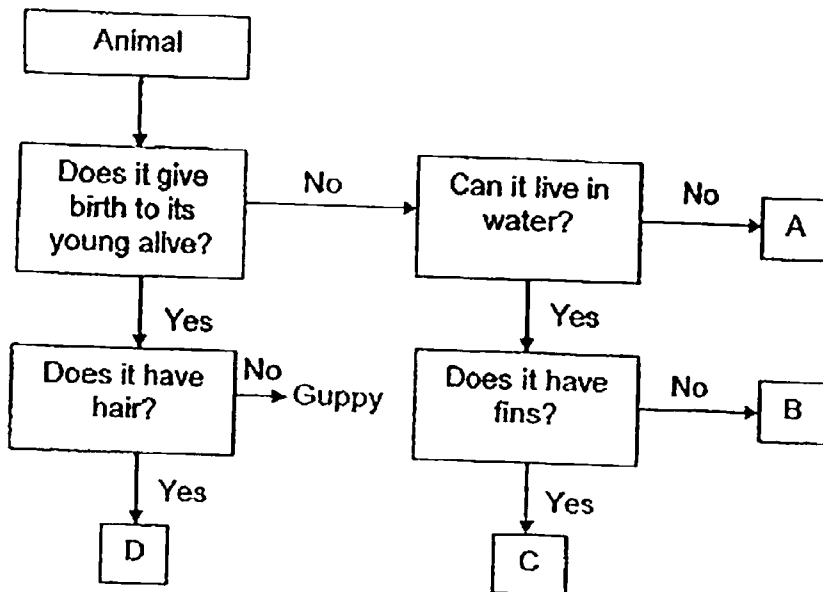 Animal
Does it give
birth to its
young alive?
No
Can it live in
water?
No
A
Yes
Yes
Does it have
hair?
No
Guppy
Does it have
fins?
No
B
Yes
Yes
D
C